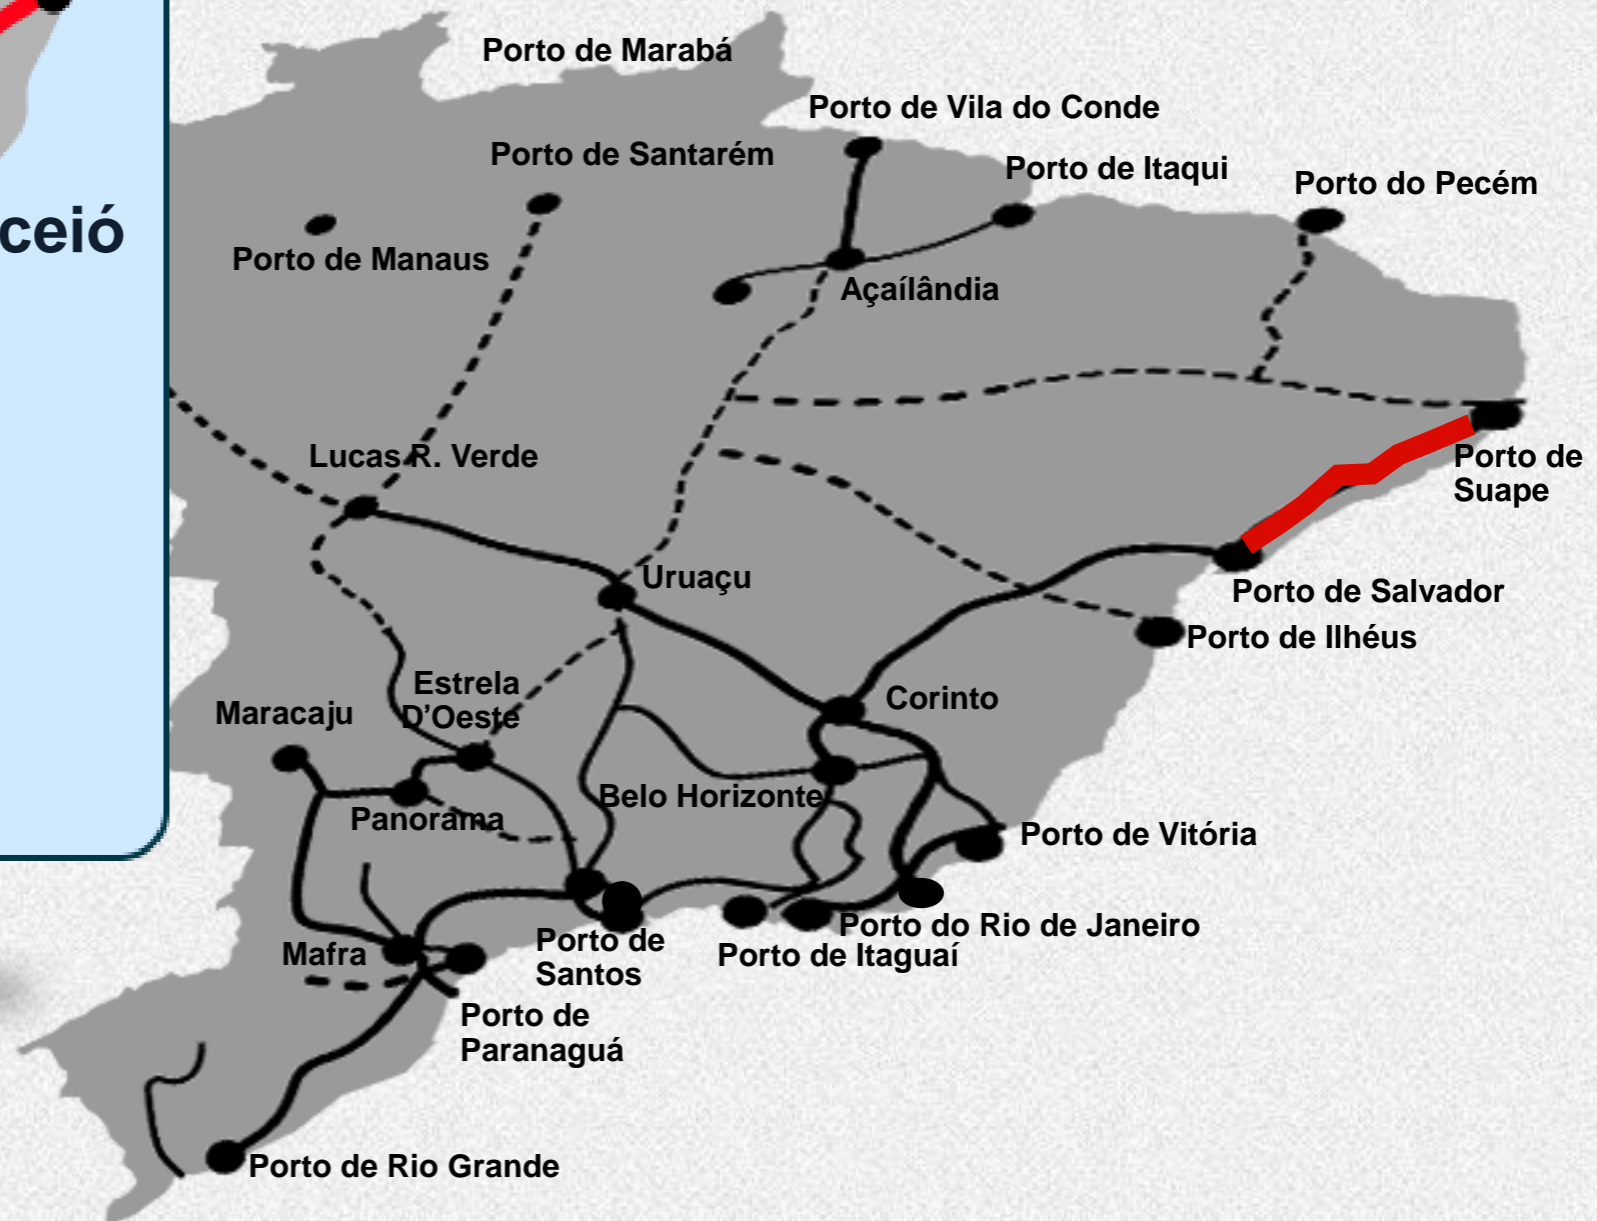 Porto de Marabá
Porto de Vila do Conde
Porto de Santarém
Porto de Itaqui
Porto do Pecém
ceió
Porto de Manaus
Açaílândia
Lucas R. Verde
Porto de
Suape
Uruaçu
Porto de Salvador
Porto de Ilhéus
Estrela
D’Oeste
Maracaju
Corinto
Belo Horizonte
Panorama
Porto de Vitória
Porto do Rio de Janeiro
Mafra
Porto de
Santos
Porto de Itaguaí
Porto de
Paranaguá
Porto de Rio Grande